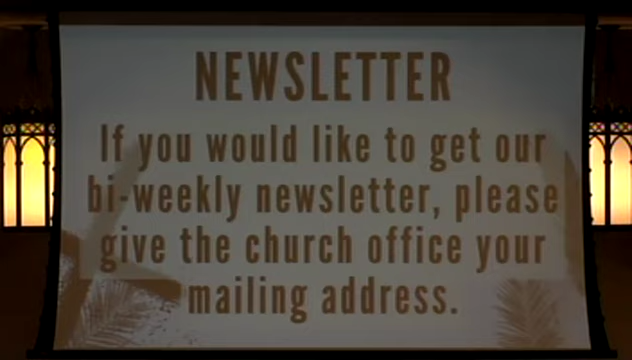 NEWSLETTER
If you would like to get our
bi-weekly newsletter, please
give the church office your
mailing address.